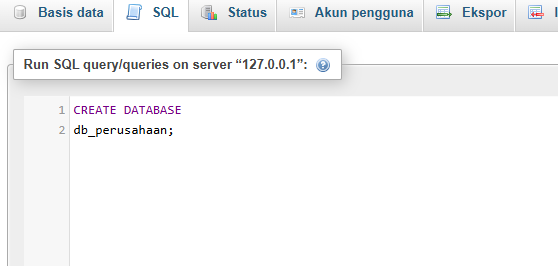 Basis data SQL Status Akun pengguna Ekspor
Run SQL query/queries on server “127.0.0.1”:
1 CREATE DATABASE
2 db_perusahaan;